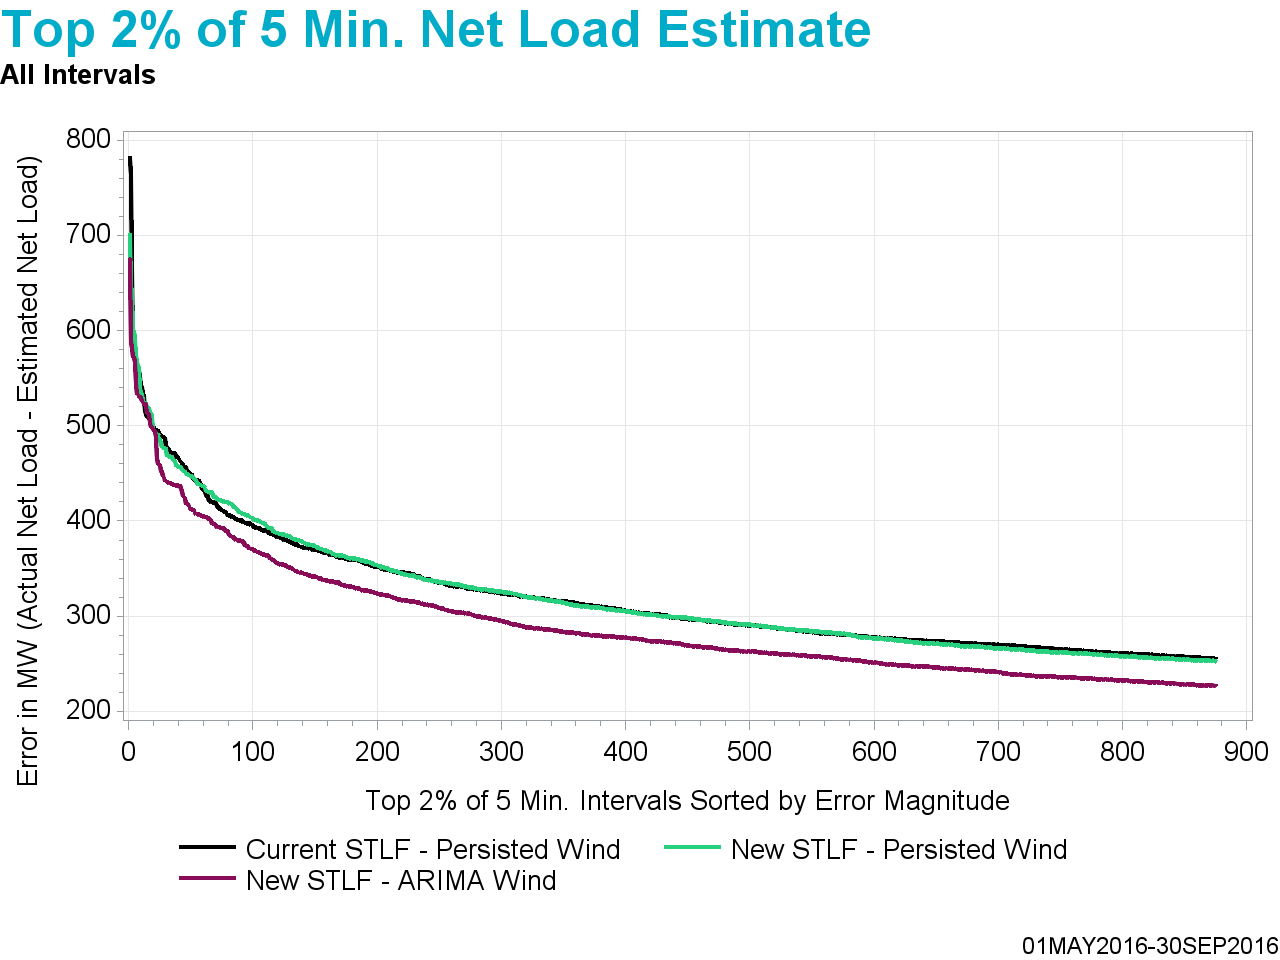 Top 2% of 5 Min. Net Load Estimate
All Intervals
Error in MW (Actual Net Load - Estimated Net Load)
800
700
600
500
400
300
200
0 100 200 300 400 500 600 700 800 900
Top 2% of 5 Min. Intervals Sorted by Error Magnitude
Current STLF - Persisted Wind New STLF - Persisted Wind
New STLF - ARIMA Wind
01MAY2016-30SEP2016